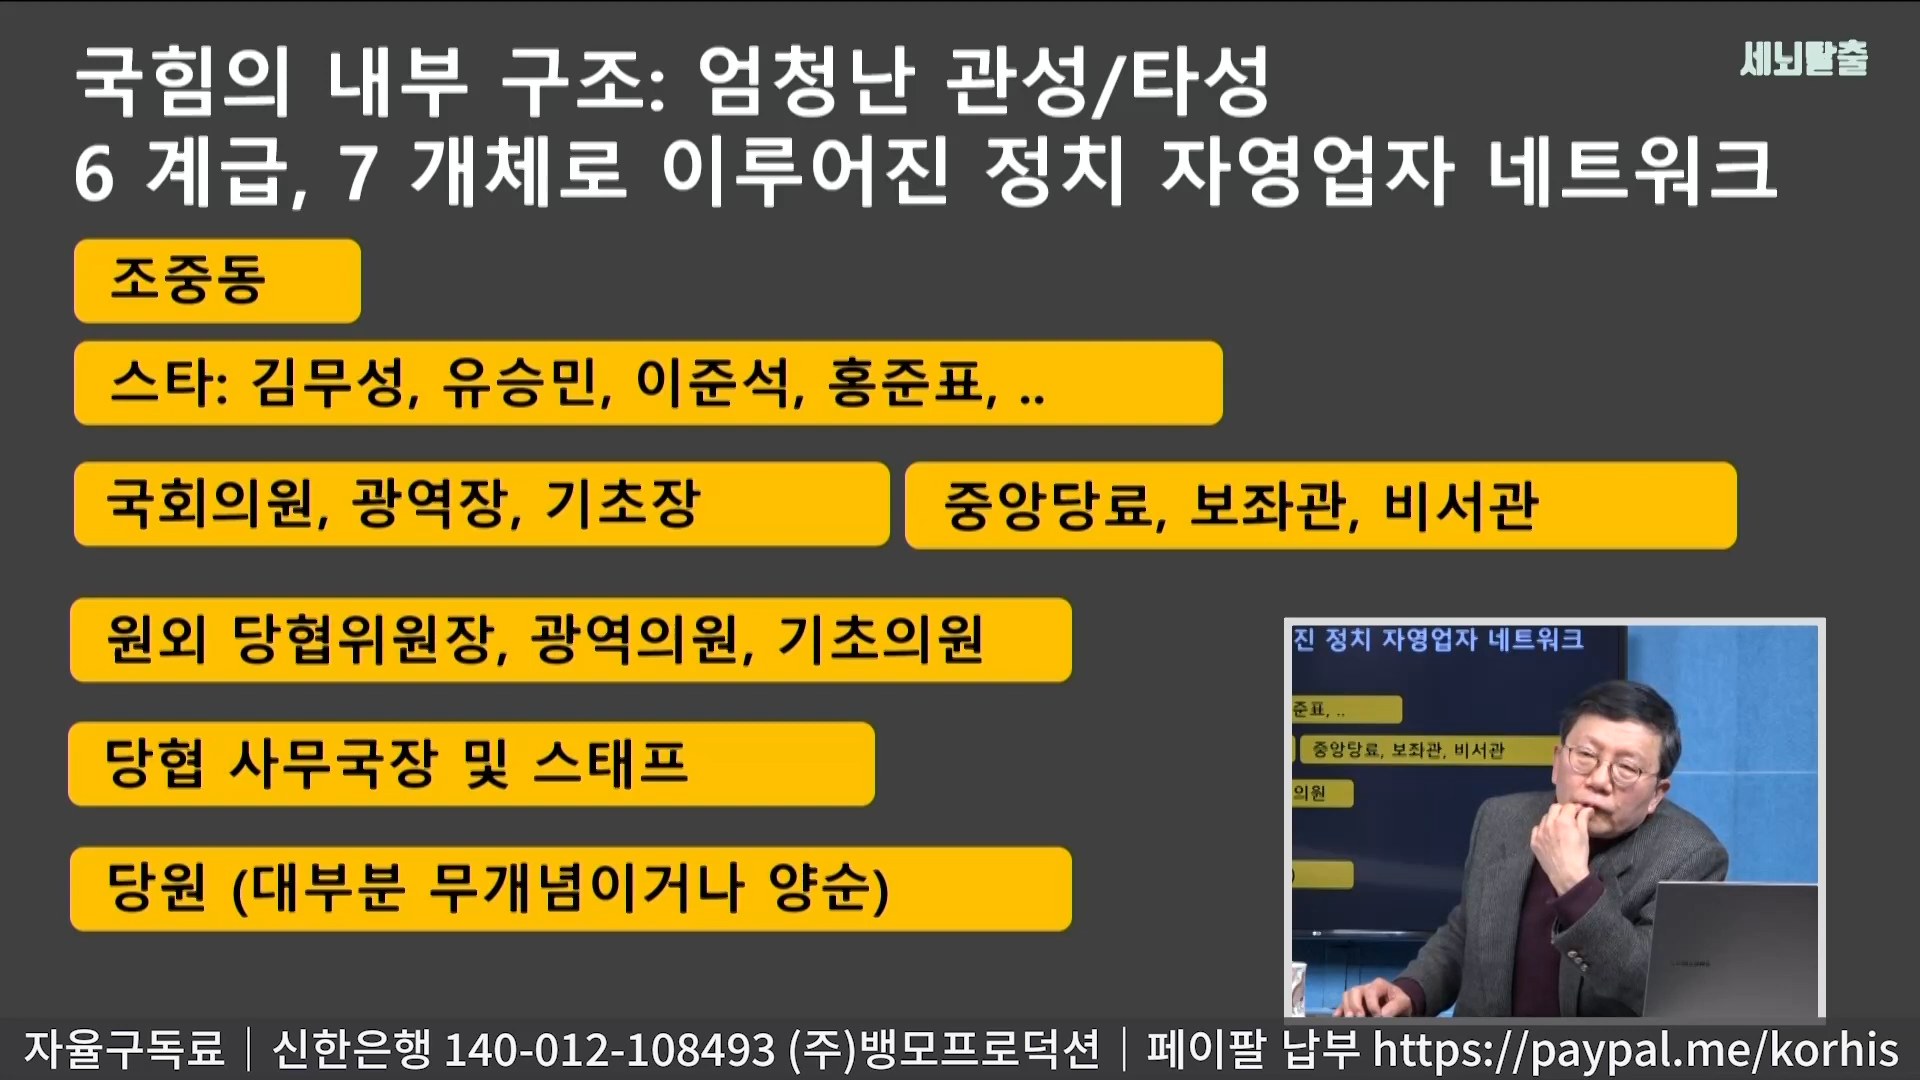 국힘의 내부 구조: 엄청난 관성/타성
세뇌탈출
6 계급, 7 개체로 이루어진 정치 자영업자 네트워크
조중동
스타: 김무성, 유승민, 이준석, 홍준표, ..
국회의원, 광역장, 기초장
중앙당료, 보좌관, 비서관
원외 당협위원장, 광역의원, 기초의원
당협 사무국장 및 스태프
당원 (대부분 무개념이거나 양순)
진 정치 자영업자 네트워크
준표, ..
중앙당료, 보좌관, 비서관
의원
)
SAMSUNG
자율구독료｜신한은행 140-012-108493 (주)뱅모프로덕션｜페이팔 납부 https://paypal.me/korhis